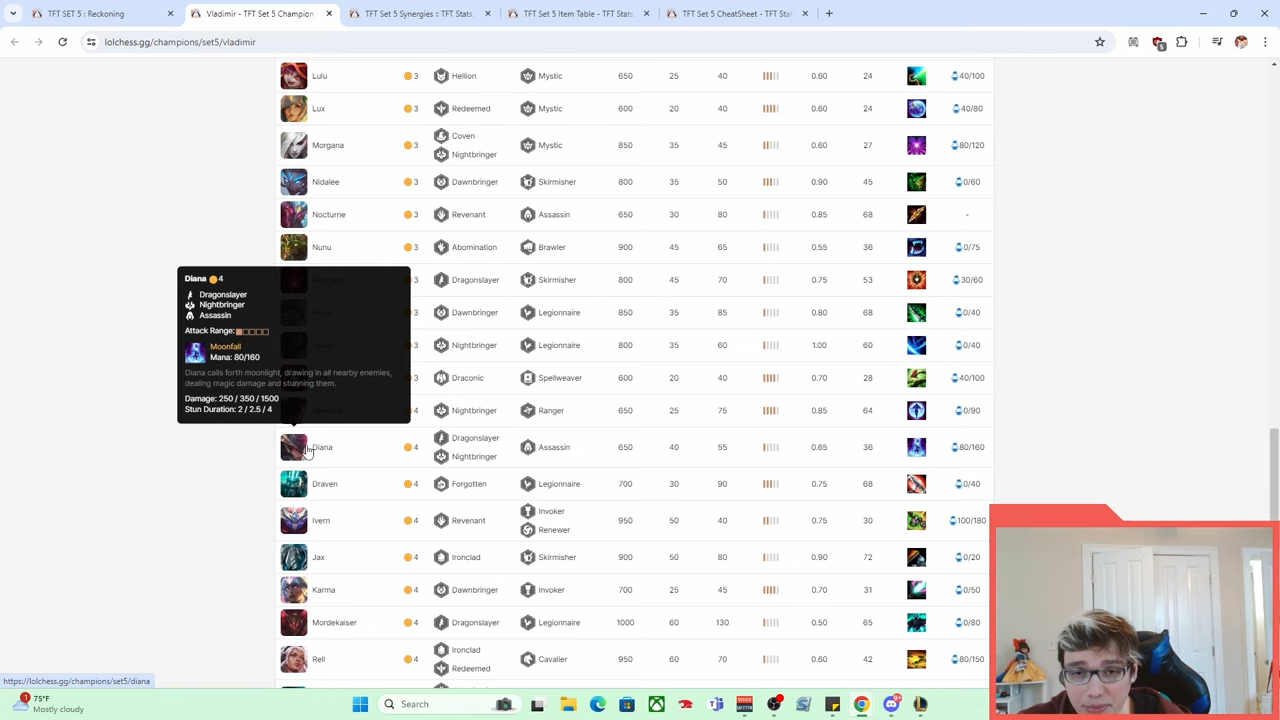 TFT SET 5 : Reckoning
Vladimir - Set 5 Champion
TFT Set 5 Synergies :: TFT Stats,
TFT Set 5 Item Table - TFT Stats
TFT Set 5 CheatSheet - TFT Stats
lolchess.gg/champions/set5/vladimir
5
Lulu 3 Hellion Mystic 650 25 40 0.60 24 40/100
Lux 3 Redeemed Mystic 600 20 40 0.60 24 40/80
Coven
Morgana 3 Mystic 850 35 45 0.60 27 80/120
Nightbringer
Nidalee 3 Dawnbringer Skirmisher 800 35 50 0.90 45 0/60
Nocturne 3 Revenant Assassin 650 30 80 0.85 68 -
Nunu 3 Abomination Brawler 900 45 65 0.55 36 0/75
3 Dragonslayer Skirmisher 800 45 70 0.75 53 30/60
3 Dawnbringer Legionnaire 850 35 85 0.80 68 0/40
3 Nightbringer Legionnaire 800 35 60 1.00 60 0/40
3 Draconic Spellweaver 700 30 40 0.70 28 40/100
4 Nightbringer Ranger 650 25 75 0.85 64 0/90
Diana 4
Dragonslayer
Nightbringer
Assassin
Attack Range:
Moonfall
Mana: 80/160
Diana calls forth moonlight, drawing in all nearby enemies,
dealing magic damage and stunning them.
Damage: 250 / 350 / 1500
Stun Duration: 2 / 2.5 / 4
Dragonslayer
Diana 4 Assassin 650 40 55 0.65 36 80/160
Nightbringer
Draven 4 Forgotten Legionnaire 700 30 90 0.75 68 0/40
Invoker
Ivern 4 Revenant 950 50 40 0.75 30 100/180
Renewer
Jax 4 Ironclad Skirmisher 900 50 80 0.90 72 0/20
Karma 4 Dawnbringer Invoker 700 25 45 0.70 31 0/50
Mordekaiser 4 Dragonslayer Legionnaire 1000 60 130 0.50 65 0/80
Ironclad
Rell 4 Cavalier 950 60 70 0.60 42 80/150
Redeemed
https://lolchess.gg/champions/set5/diana
1
75°F
Mostly cloudy
Search
VOICE
MEETER
9+